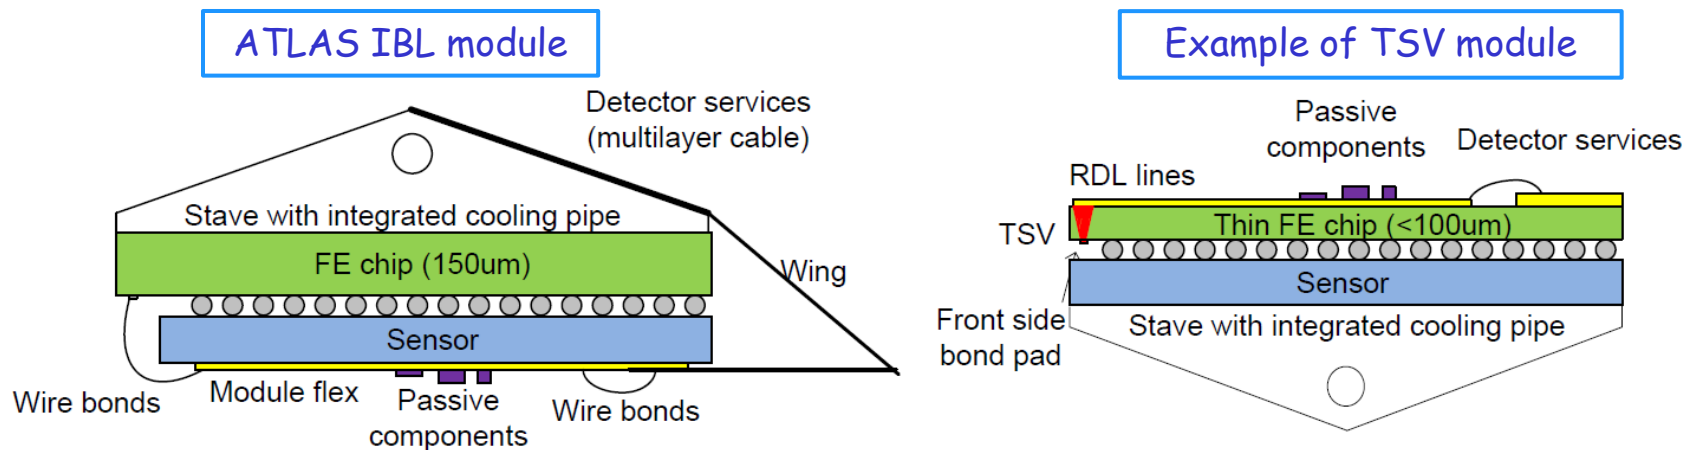 ATLAS IBL module
Detector services
(multilayer cable)
Stave with integrated cooling pipe
FE chip (150um)
Wing
Sensor
Wire bonds
Module flex
Passive
components
Wire bonds
Example of TSV module
Passive
components
Detector services
RDL lines
TSV
Thin FE chip (<100um)
Sensor
Front side
bond pad
Stave with integrated cooling pipe